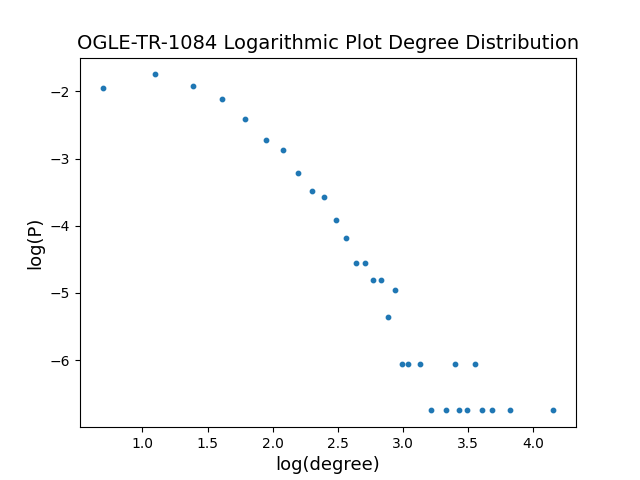 OGLE-TR-1084 Logarithmic Plot Degree Distribution
−2
−3
−4
−5
−6
log(P)
1.0 1.5 2.0 2.5 3.0 3.5 4.0
log(degree)